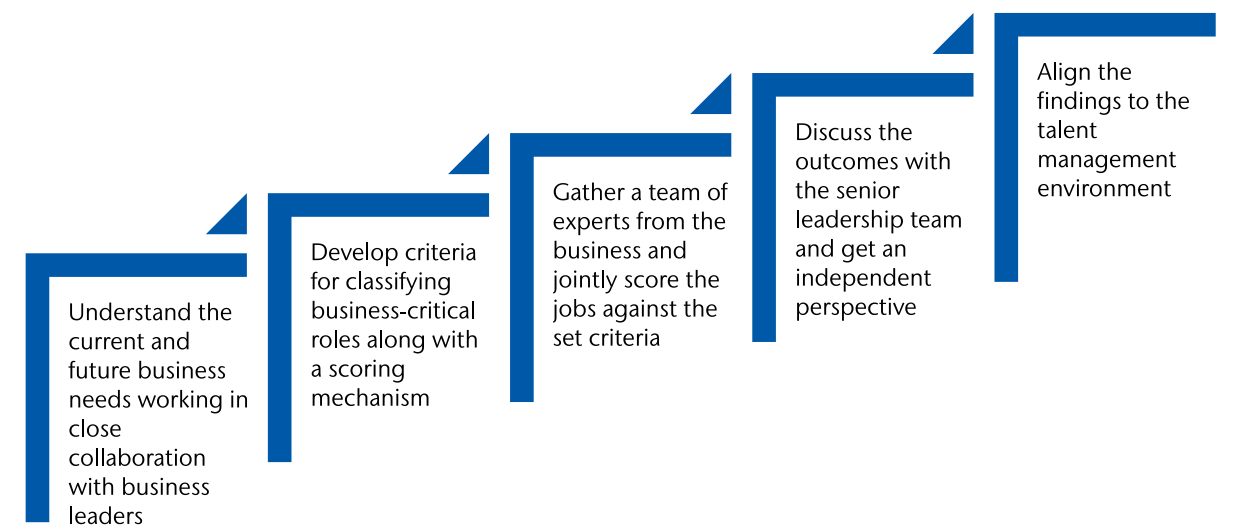 Understand the
current and
future business
needs working in
close
collaboration
with business
leaders
Develop criteria
for classifying
business-critical
roles along with
a scoring
mechanism
Gather a team of
experts from the
business and
jointly score the
jobs against the
set criteria
Discuss the
outcomes with
the senior
leadership team
and get an
independent
perspective
Align the
findings to the
talent
management
environment